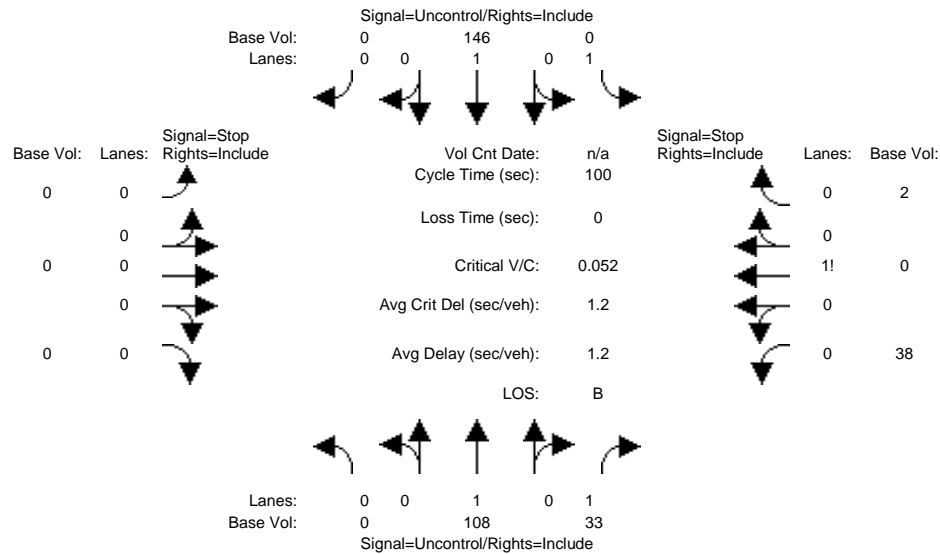 Signal=Uncontrol/Rights=Include
Base Vol: 0 146 0
Lanes: 0 0 1 0 1
Signal=Stop
Base Vol: Lanes: Rights=Include
Vol Cnt Date: n/a
Signal=Stop
Rights=Include Lanes: Base Vol:
0 0
Cycle Time (sec): 100
0 2
0
Loss Time (sec): 0
0
0 0
Critical V/C: 0.052
1! 0
0
Avg Crit Del (sec/veh): 1.2
0
0 0
Avg Delay (sec/veh): 1.2
0 38
LOS: B
Lanes: 0 0 1 0 1
Base Vol: 0 108 33
Signal=Uncontrol/Rights=Include